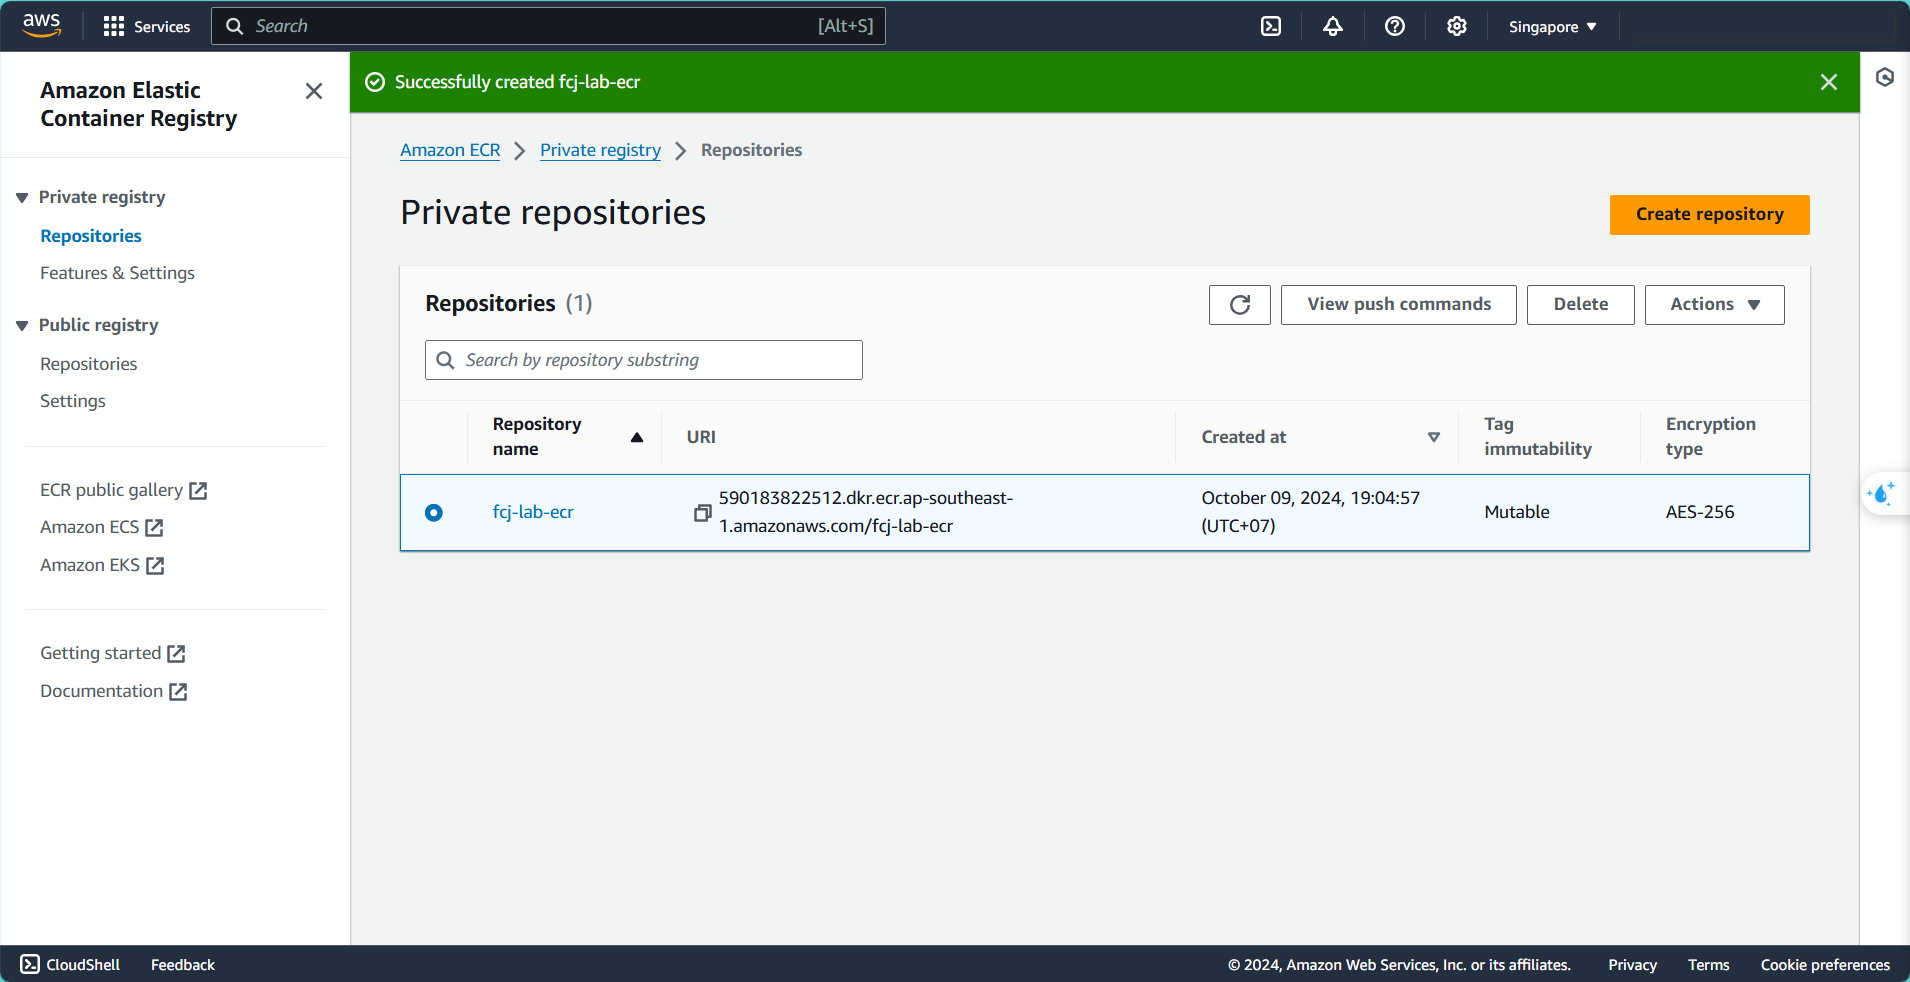 aws
Services
Search
[Alt+S]
Singapore
Amazon Elastic
Container Registry
Private registry
Repositories
Features & Settings
Public registry
Repositories
Settings
ECR public gallery
Amazon ECS
Amazon EKS
Getting started
Documentation
Successfully created fcj-lab-ecr
Amazon ECR
Private registry
Repositories
Private repositories
Create repository
Repositories (1)
View push commands
Delete
Actions
Search by repository substring
Repository
name
URI
Created at
Tag
immutability
Encryption
type
fcj-lab-ecr
590183822512.dkr.ecr.ap-southeast-
1.amazonaws.com/fcj-lab-ecr
October 09, 2024, 19:04:57
(UTC+07)
Mutable
AES-256
CloudShell
Feedback
© 2024, Amazon Web Services, Inc. or its affiliates.
Privacy
Terms
Cookie preferences